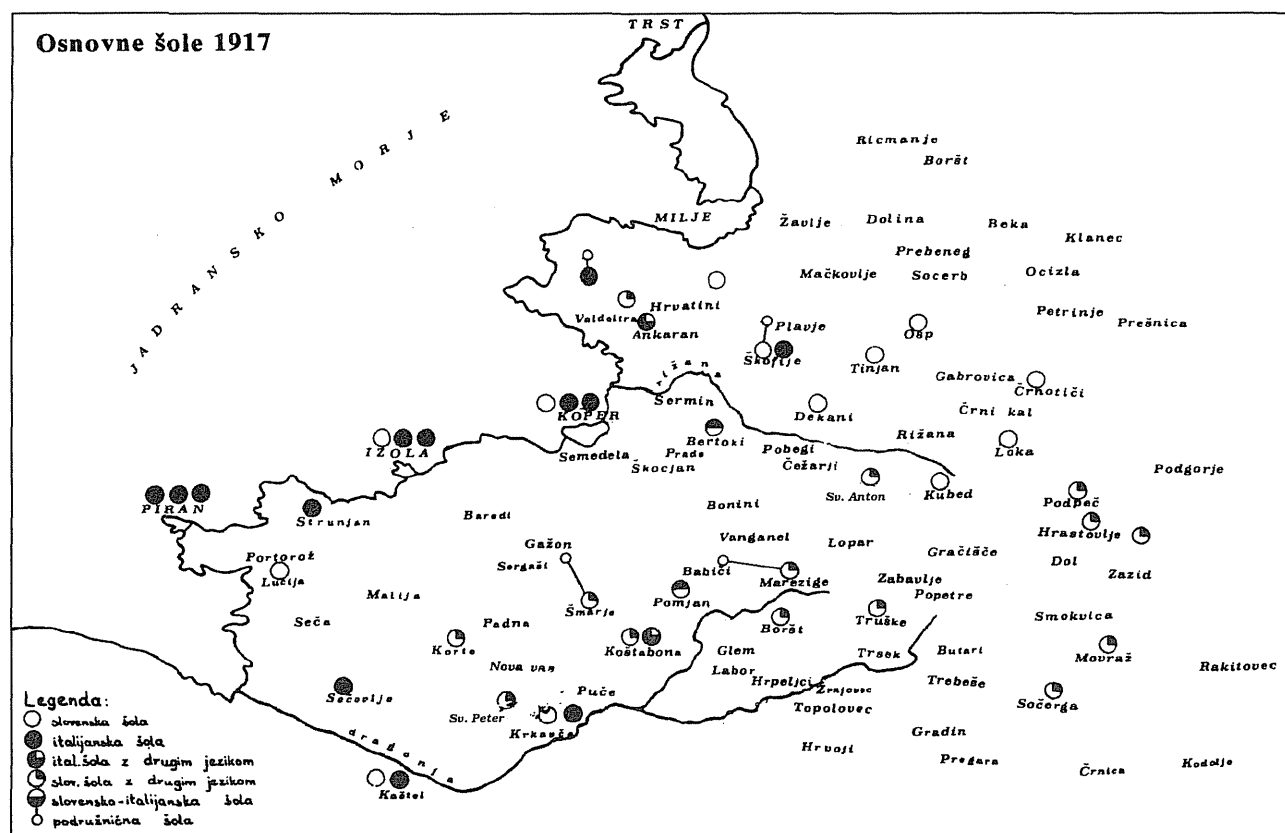 Osnovne šole 1917
TRST
JADRANSKO MORJE
Ricmanje
Boršt
MILJE
Žavlje
Dolina
Beka
Klanec
Prebeneg
Mačkovlje
Socerb
Ocizla
Hrvatini
Valdoltra
Ankaran
Petrinje
Prešnica
Plavje
Osp
Škofije
Tinjan
rižana
Gabrovica
Črnotiči
Sermin
Dekani
Črni kal
KOPER
Bertoki
Rižana
Loka
IZOLA
Semedela
Prade
Pobegi
Škocjan
Čežarji
Podgorje
Sv. Anton
Kubed
Podpeč
PIRAN
Strunjan
Baredi
Bonini
Hrastovlje
Vanganel
Lopar
Gračišče
Gažon
Portorož
Sergaši
Babiči
Dol
Lucija
Marezige
Zabavlje
Zazid
Malija
Šmarje
Pomjan
Popetre
Seča
Padna
Boršt
Truške
Smokvica
Korte
Koštabona
Glem
Trsek
Butari
Movraž
Nova vas
Labor
Rakitovec
Sečovlje
Puče
Hrpeljci
Žrnjovec
Trebeše
Sočerga
Sv. Peter
Topolovec
Krkavče
Gradin
dragonja
Hrvoji
Pregara
Črnica
Kodolje
Kaštel
Legenda:
slovenska šola
italijanska šola
ital. šola z drugim jezikom
slov. šola z drugim jezikom
slovensko-italijanska šola
podružnična šola